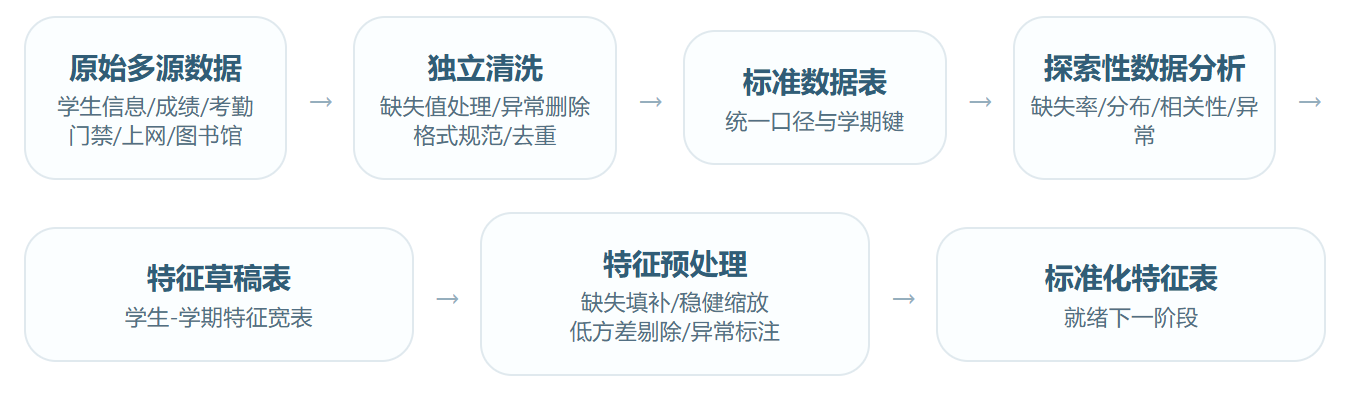 原始多源数据
学生信息/成绩/考勤
门禁/上网/图书馆
→
独立清洗
缺失值处理/异常删除
格式规范/去重
→
标准数据表
统一口径与学期键
→
探索性数据分析
缺失率/分布/相关性/异
常
→
特征草稿表
学生-学期特征宽表
→
特征预处理
缺失填补/稳健缩放
低方差剔除/异常标注
→
标准化特征表
就绪下一阶段